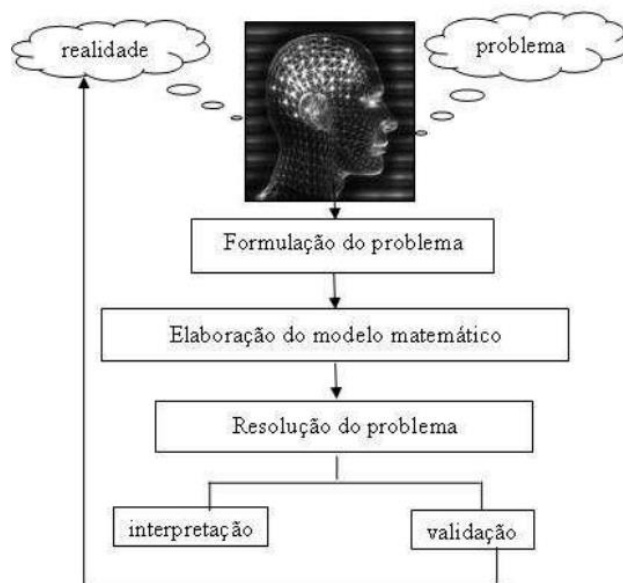 realidade
problema
Formulação do problema
Elaboração do modelo matemático
Resolução do problema
interpretação
validação